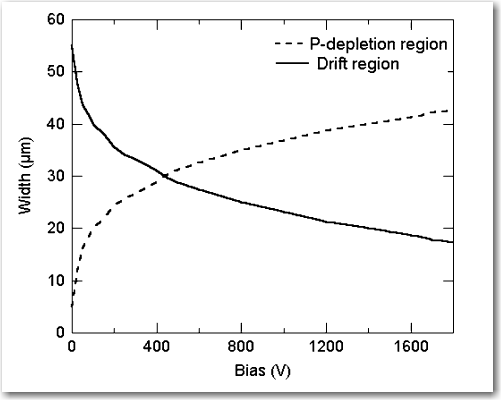 60
50
40
30
20
10
0
Width (µm)
P-depletion region
Drift region
0 400 800 1200 1600
Bias (V)